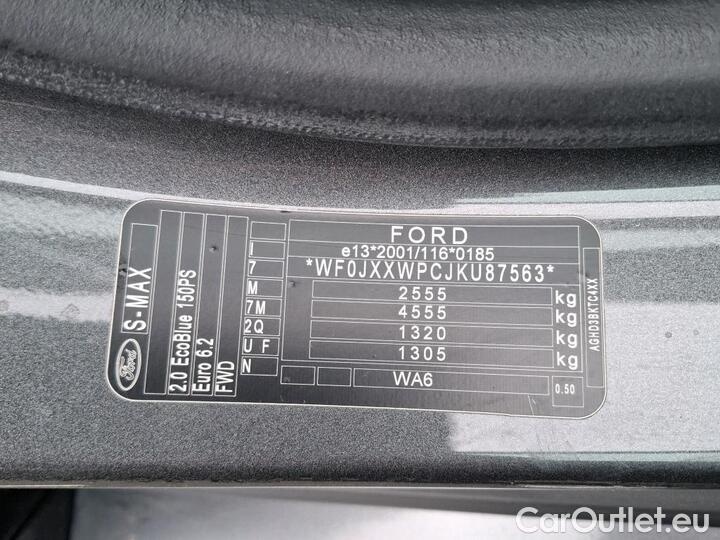 FORD
e13*2001/116*0185
*WF0JXXWPCJKU87563*
2555 kg
4555 kg
1320 kg
1305 kg
WA6
0.50
I
7
M
7M
2Q
U F
N
Ford
S-MAX
2.0 EcoBlue 150PS
Euro 6.2
FWD
AGHD3BKTC4XX
CarOutlet.eu